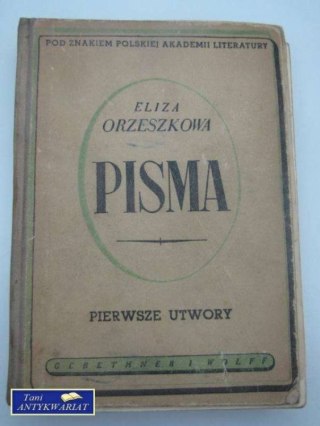 POD ZNAKIEM POLSKIEJ AKADEMII LITERATURY
ELIZA
ORZESZKOWA
PISMA
PIERWSZE UTWORY
GEBETHNER I WOLFF
Tani
ANTYKWARIAT